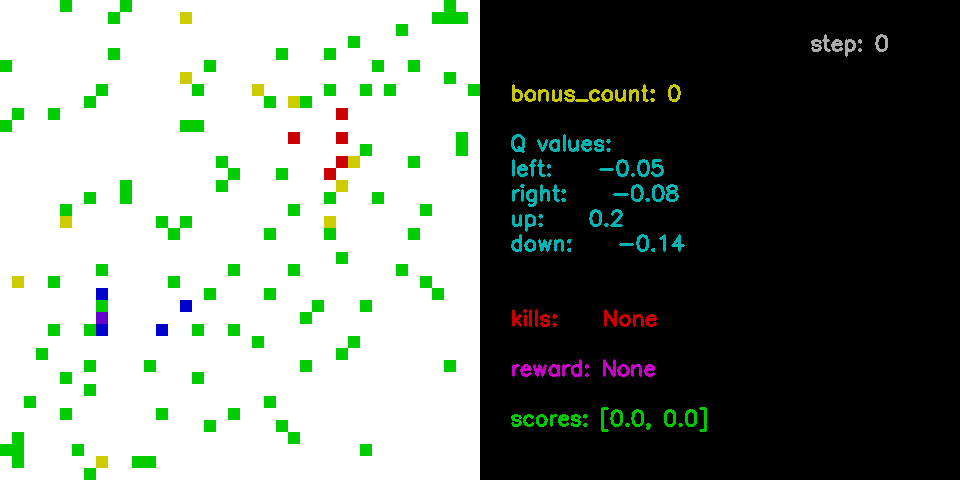 step: 0
bonus_count: 0
Q values:
left: -0.05
right: -0.08
up: 0.2
down: -0.14
kills: None
reward: None
scores: [0.0, 0.0]